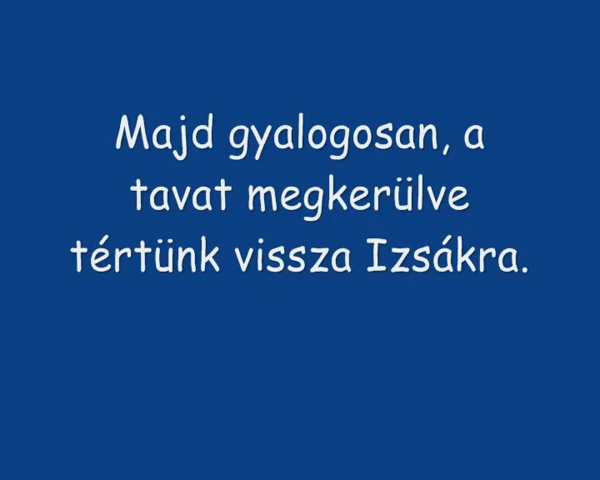 Majd gyalogosan, a
tavat megkerülve
tértünk vissza Izsákra.